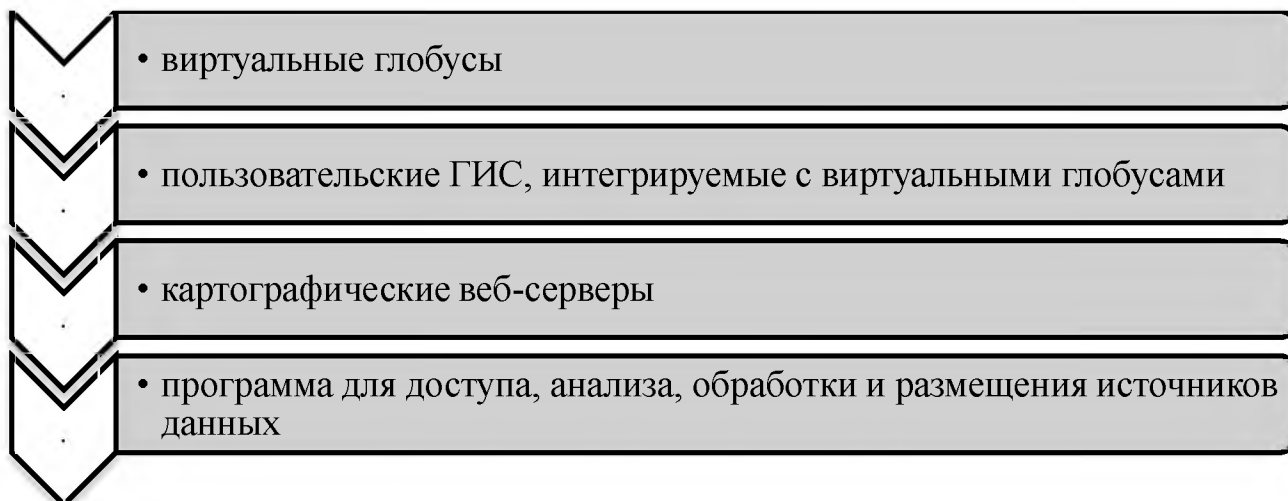 • виртуальные глобусы
• пользовательские ГИС, интегрируемые с виртуальными глобусами
• картографические веб-серверы
• программа для доступа, анализа, обработки и размещения источников
данных